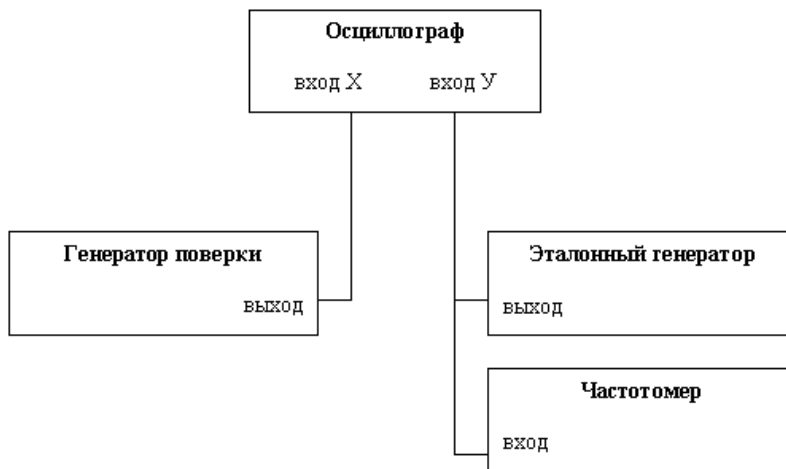 Осциллограф
вход X вход У
Генератор поверки
выход
Эталонный генератор
выход
Частотомер
вход